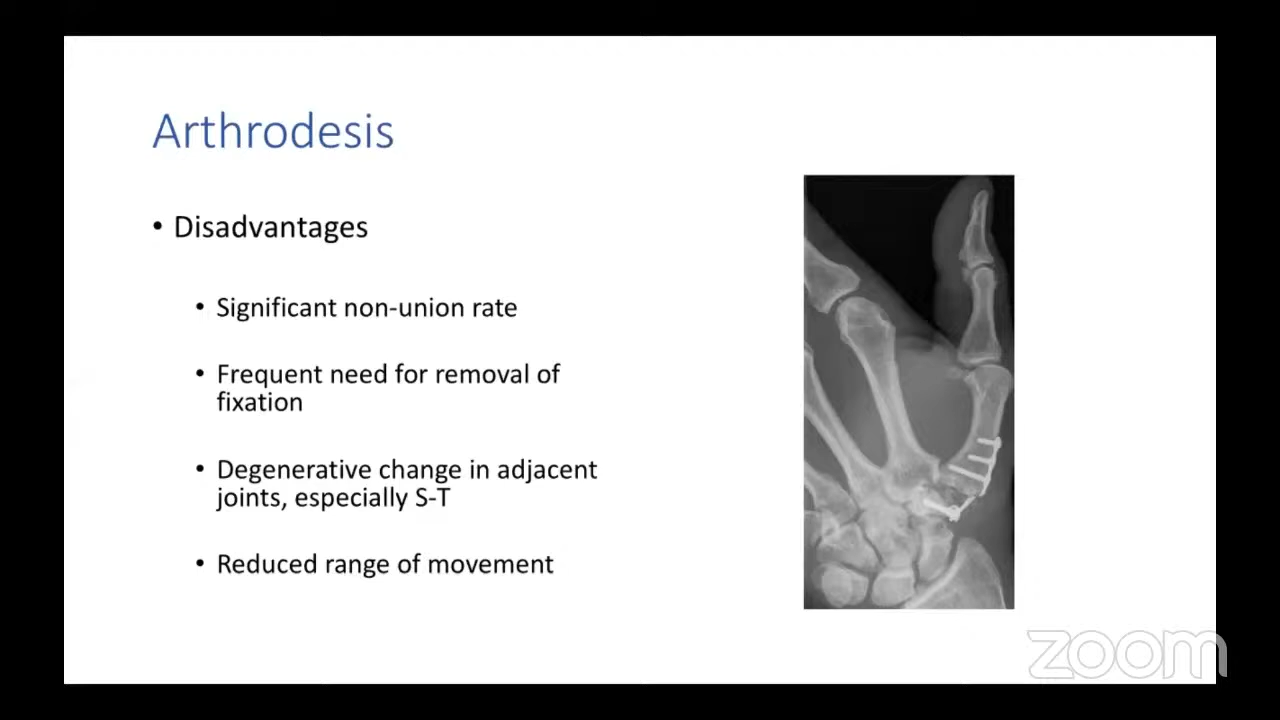 Arthrodesis
• Disadvantages
• Significant non-union rate
• Frequent need for removal of
fixation
• Degenerative change in adjacent
joints, especially S-T
• Reduced range of movement
zoom